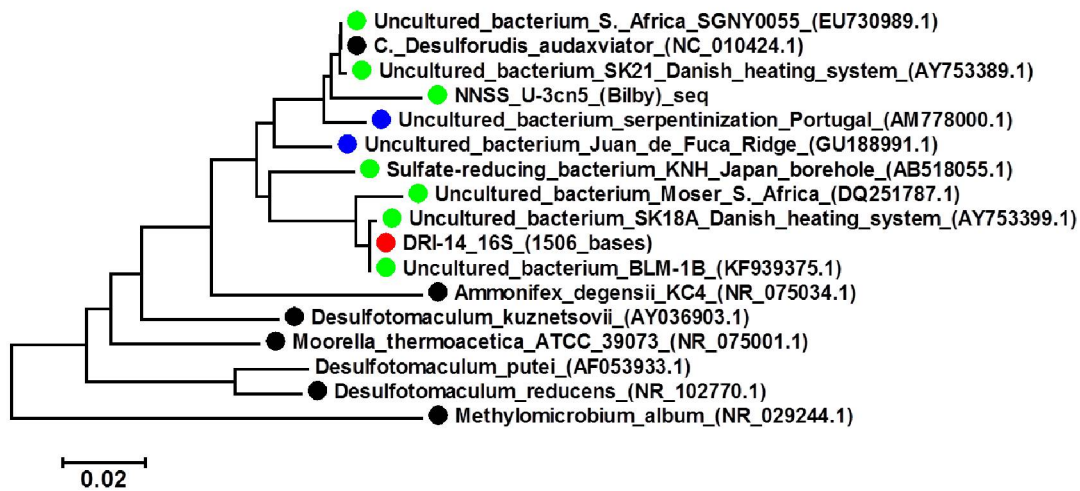 Uncultured_bacterium_S._Africa_SGNY0055_(EU730989.1)
C._Desulforudis_audaxviator_(NC_010424.1)
Uncultured_bacterium_SK21_Danish_heating_system_(AY753389.1)
NNSS_U-3cn5_(Bilby)_seq
Uncultured_bacterium_serpentinization_Portugal_(AM778000.1)
Uncultured_bacterium_Juan_de_Fuca_Ridge_(GU188991.1)
Sulfate-reducing_bacterium_KNH_Japan_borehole_(AB518055.1)
Uncultured_bacterium_Moser_S._Africa_(DQ251787.1)
Uncultured_bacterium_SK18A_Danish_heating_system_(AY753399.1)
DRI-14_16S_(1506_bases)
Uncultured_bacterium_BLM-1B_(KF939375.1)
Ammonifex_degensii_KC4_(NR_075034.1)
Desulfotomaculum_kuznetsovii_(AY036903.1)
Moorella_thermoacetica_ATCC_39073_(NR_075001.1)
Desulfotomaculum_putei_(AF053933.1)
Desulfotomaculum_reducens_(NR_102770.1)
Methylomicrobium_album_(NR_029244.1)
0.02